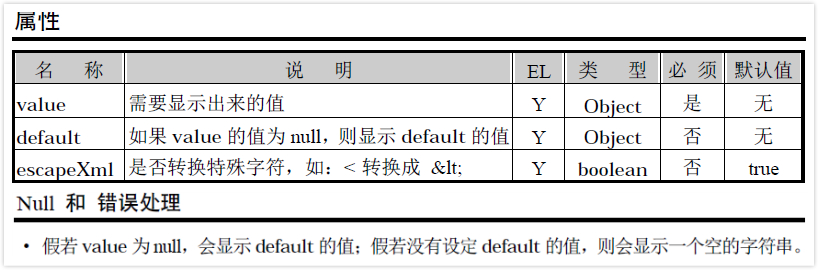 属性
名 称 说 明 EL 类 型 必 须 默认值
value 需要显示出来的值 Y Object 是 无
default 如果 value 的值为 null，则显示 default 的值 Y Object 否 无
escapeXml 是否转换特殊字符，如：< 转换成 &lt; Y boolean 否 true
Null 和 错误处理
• 假若 value 为 null，会显示 default 的值；假若没有设定 default 的值，则会显示一个空的字符串。